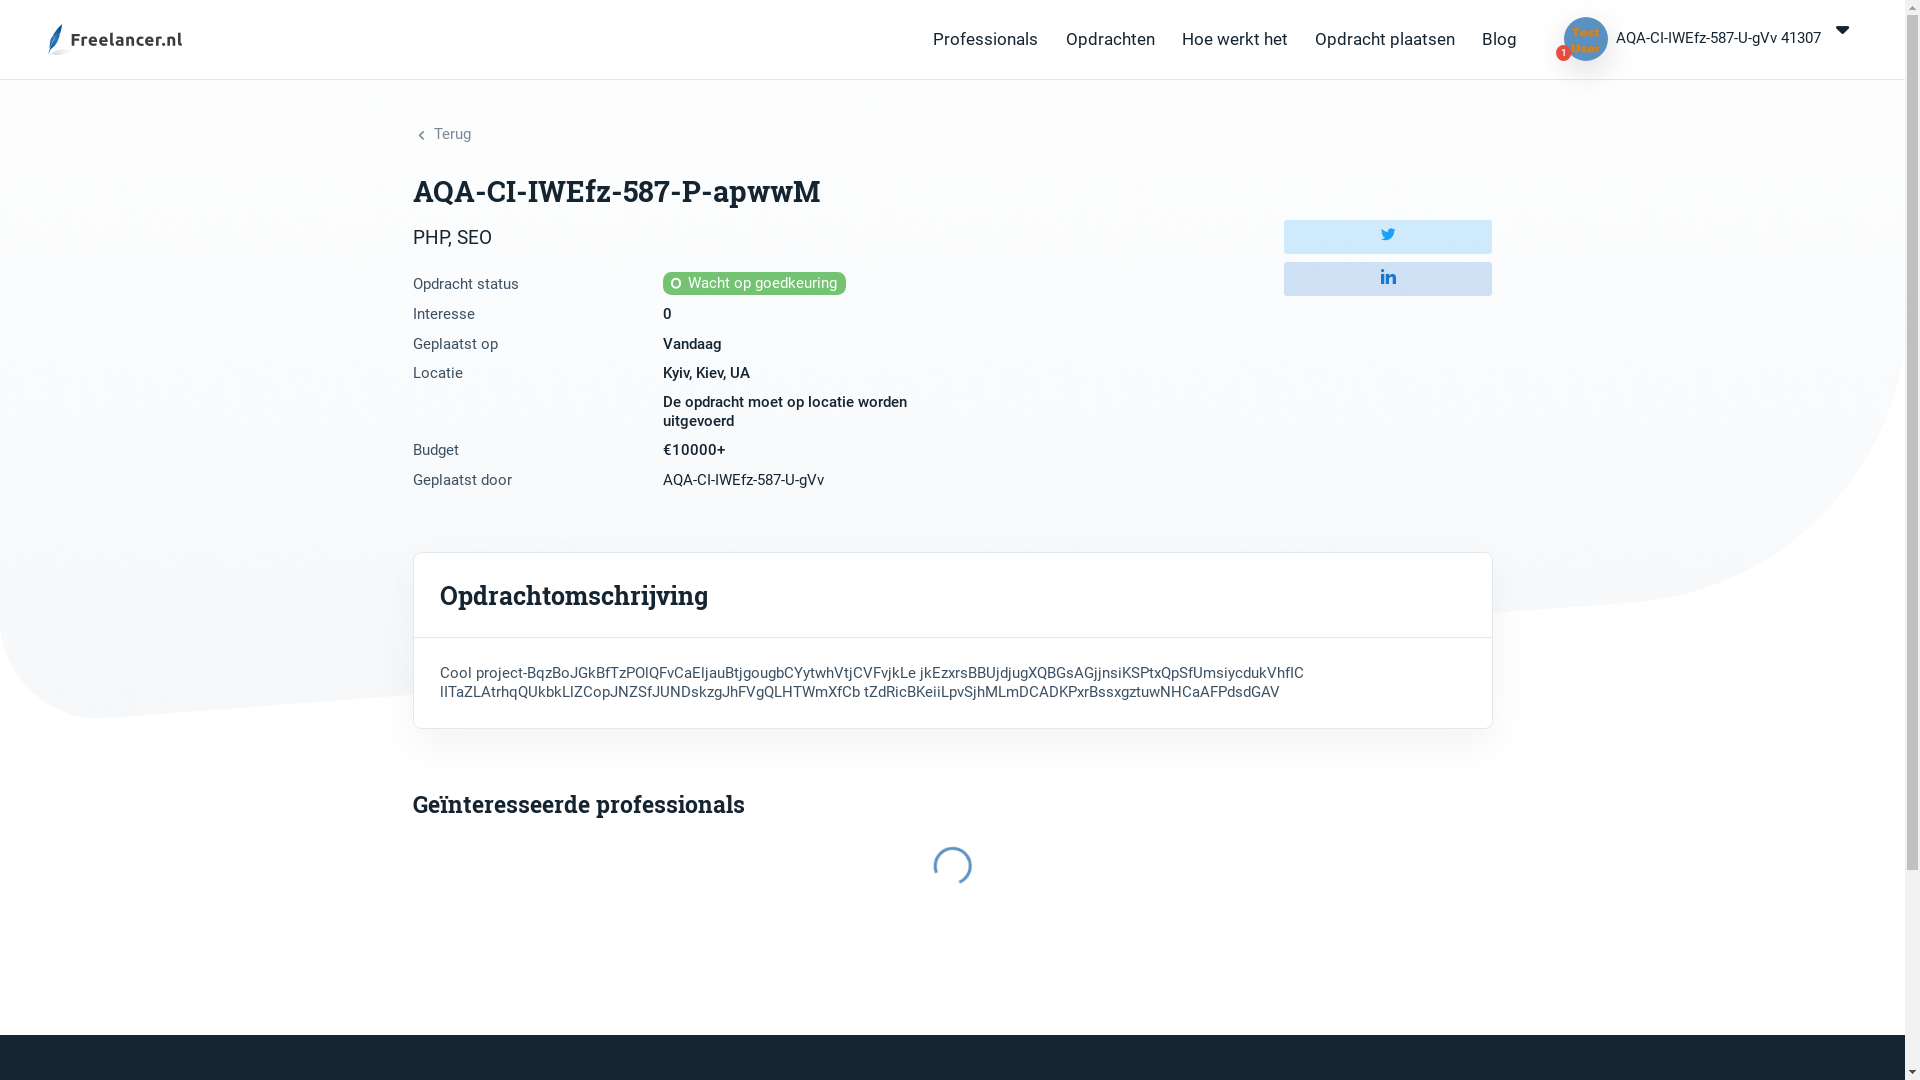 Freelancer.nl
Professionals
Opdrachten
Hoe werkt het
Opdracht plaatsen
Blog
Test
User
1
AQA-CI-IWEfz-587-U-gVv 41307
Terug
AQA-CI-IWEfz-587-P-apwwM
PHP, SEO
Opdracht status
Wacht op goedkeuring
Interesse
0
Geplaatst op
Vandaag
Locatie
Kyiv, Kiev, UA
De opdracht moet op locatie worden
uitgevoerd
Budget
€10000+
Geplaatst door
AQA-CI-IWEfz-587-U-gVv
Opdrachtomschrijving
Cool project-BqzBoJGkBfTzPOlQFvCaEIjauBtjgougbCYytwhVtjCVFvjkLe jkEzxrsBBUjdjugXQBGsAGjjnsiKSPtxQpSfUmsiycdukVhflC
lITaZLAtrhqQUkbkLlZCopJNZSfJUNDskzgJhFVgQLHTWmXfCb tZdRicBKeiiLpvSjhMLmDCADKPxrBssxgztuwNHCaAFPdsdGAV
Geïnteresseerde professionals